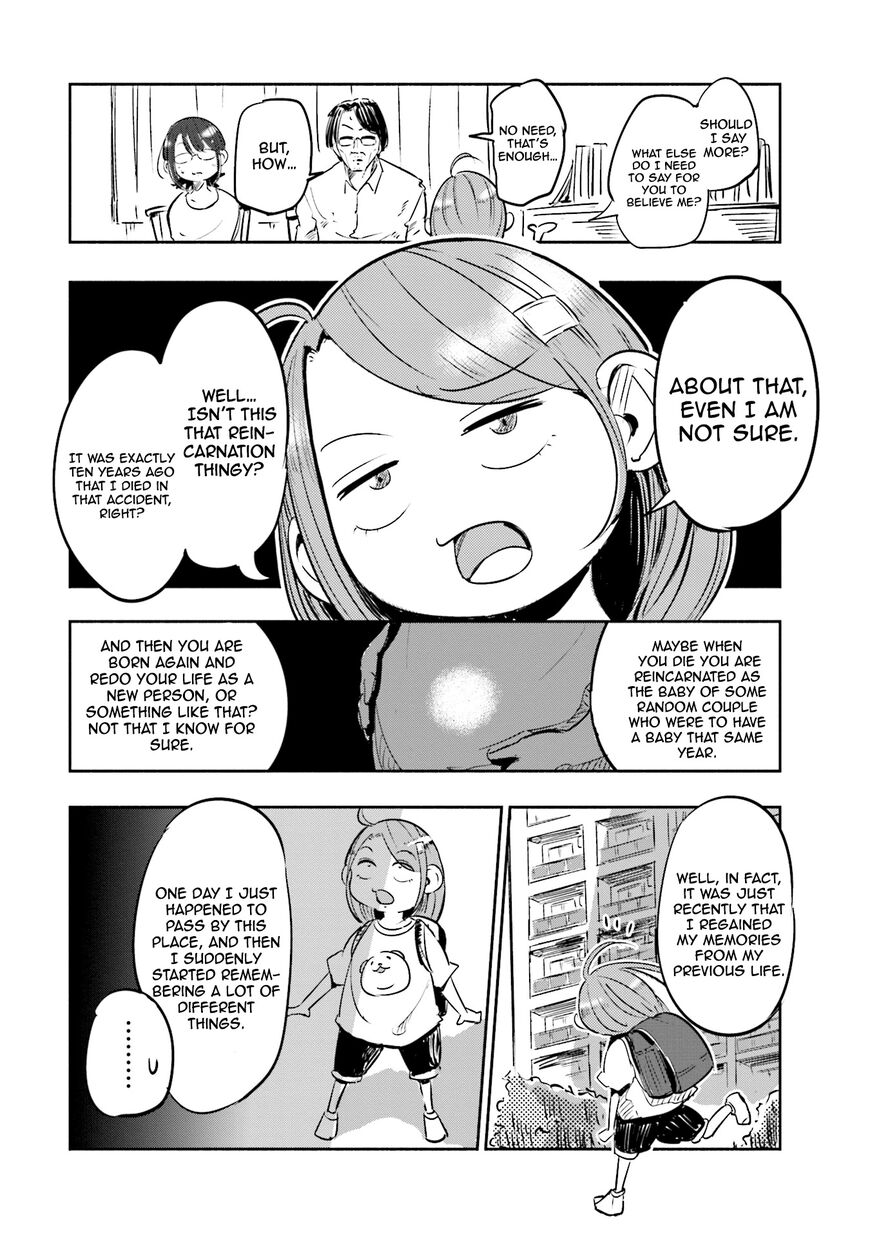 SHOULD
I SAY
MORE?
WHAT ELSE
DO I NEED
TO SAY FOR
YOU TO
BELIEVE ME?
NO NEED,
THAT'S
ENOUGH...
BUT,
HOW...
ABOUT THAT,
EVEN I AM
NOT SURE.
WELL...
ISN'T THIS
THAT REIN-
CARNATION
THINGY?
IT WAS EXACTLY
TEN YEARS AGO
THAT I DIED IN
THAT ACCIDENT,
RIGHT?
MAYBE WHEN
YOU DIE YOU ARE
REINCARNATED AS
THE BABY OF SOME
RANDOM COUPLE
WHO WERE TO HAVE
A BABY THAT SAME
YEAR.
AND THEN YOU ARE
BORN AGAIN AND
REDO YOUR LIFE AS A
NEW PERSON, OR
SOMETHING LIKE THAT?
NOT THAT I KNOW FOR
SURE.
WELL, IN FACT,
IT WAS JUST
RECENTLY THAT
I REGAINED
MY MEMORIES
FROM MY
PREVIOUS LIFE.
ONE DAY I JUST
HAPPENED TO
PASS BY THIS
PLACE, AND THEN
I SUDDENLY
STARTED REMEM-
BERING A LOT OF
DIFFERENT
THINGS.
.........